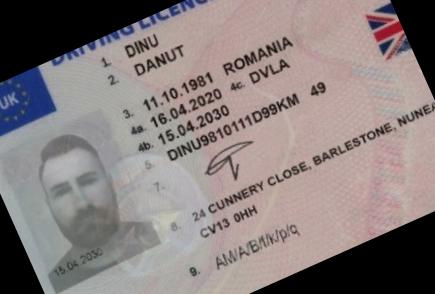 DRIVING LICENC
UK
1. DINU
2. DANUT
3. 11.10.1981 ROMANIA
4a. 16.04.2020 4c. DVLA
4b. 15.04.2030
5. DINU9810111D99KM 49
7.
8. 24 CUNNERY CLOSE, BARLESTONE, NUNEA
CV13 0HH
15.04.2030
9. AM/A/B1/f/k/p/q